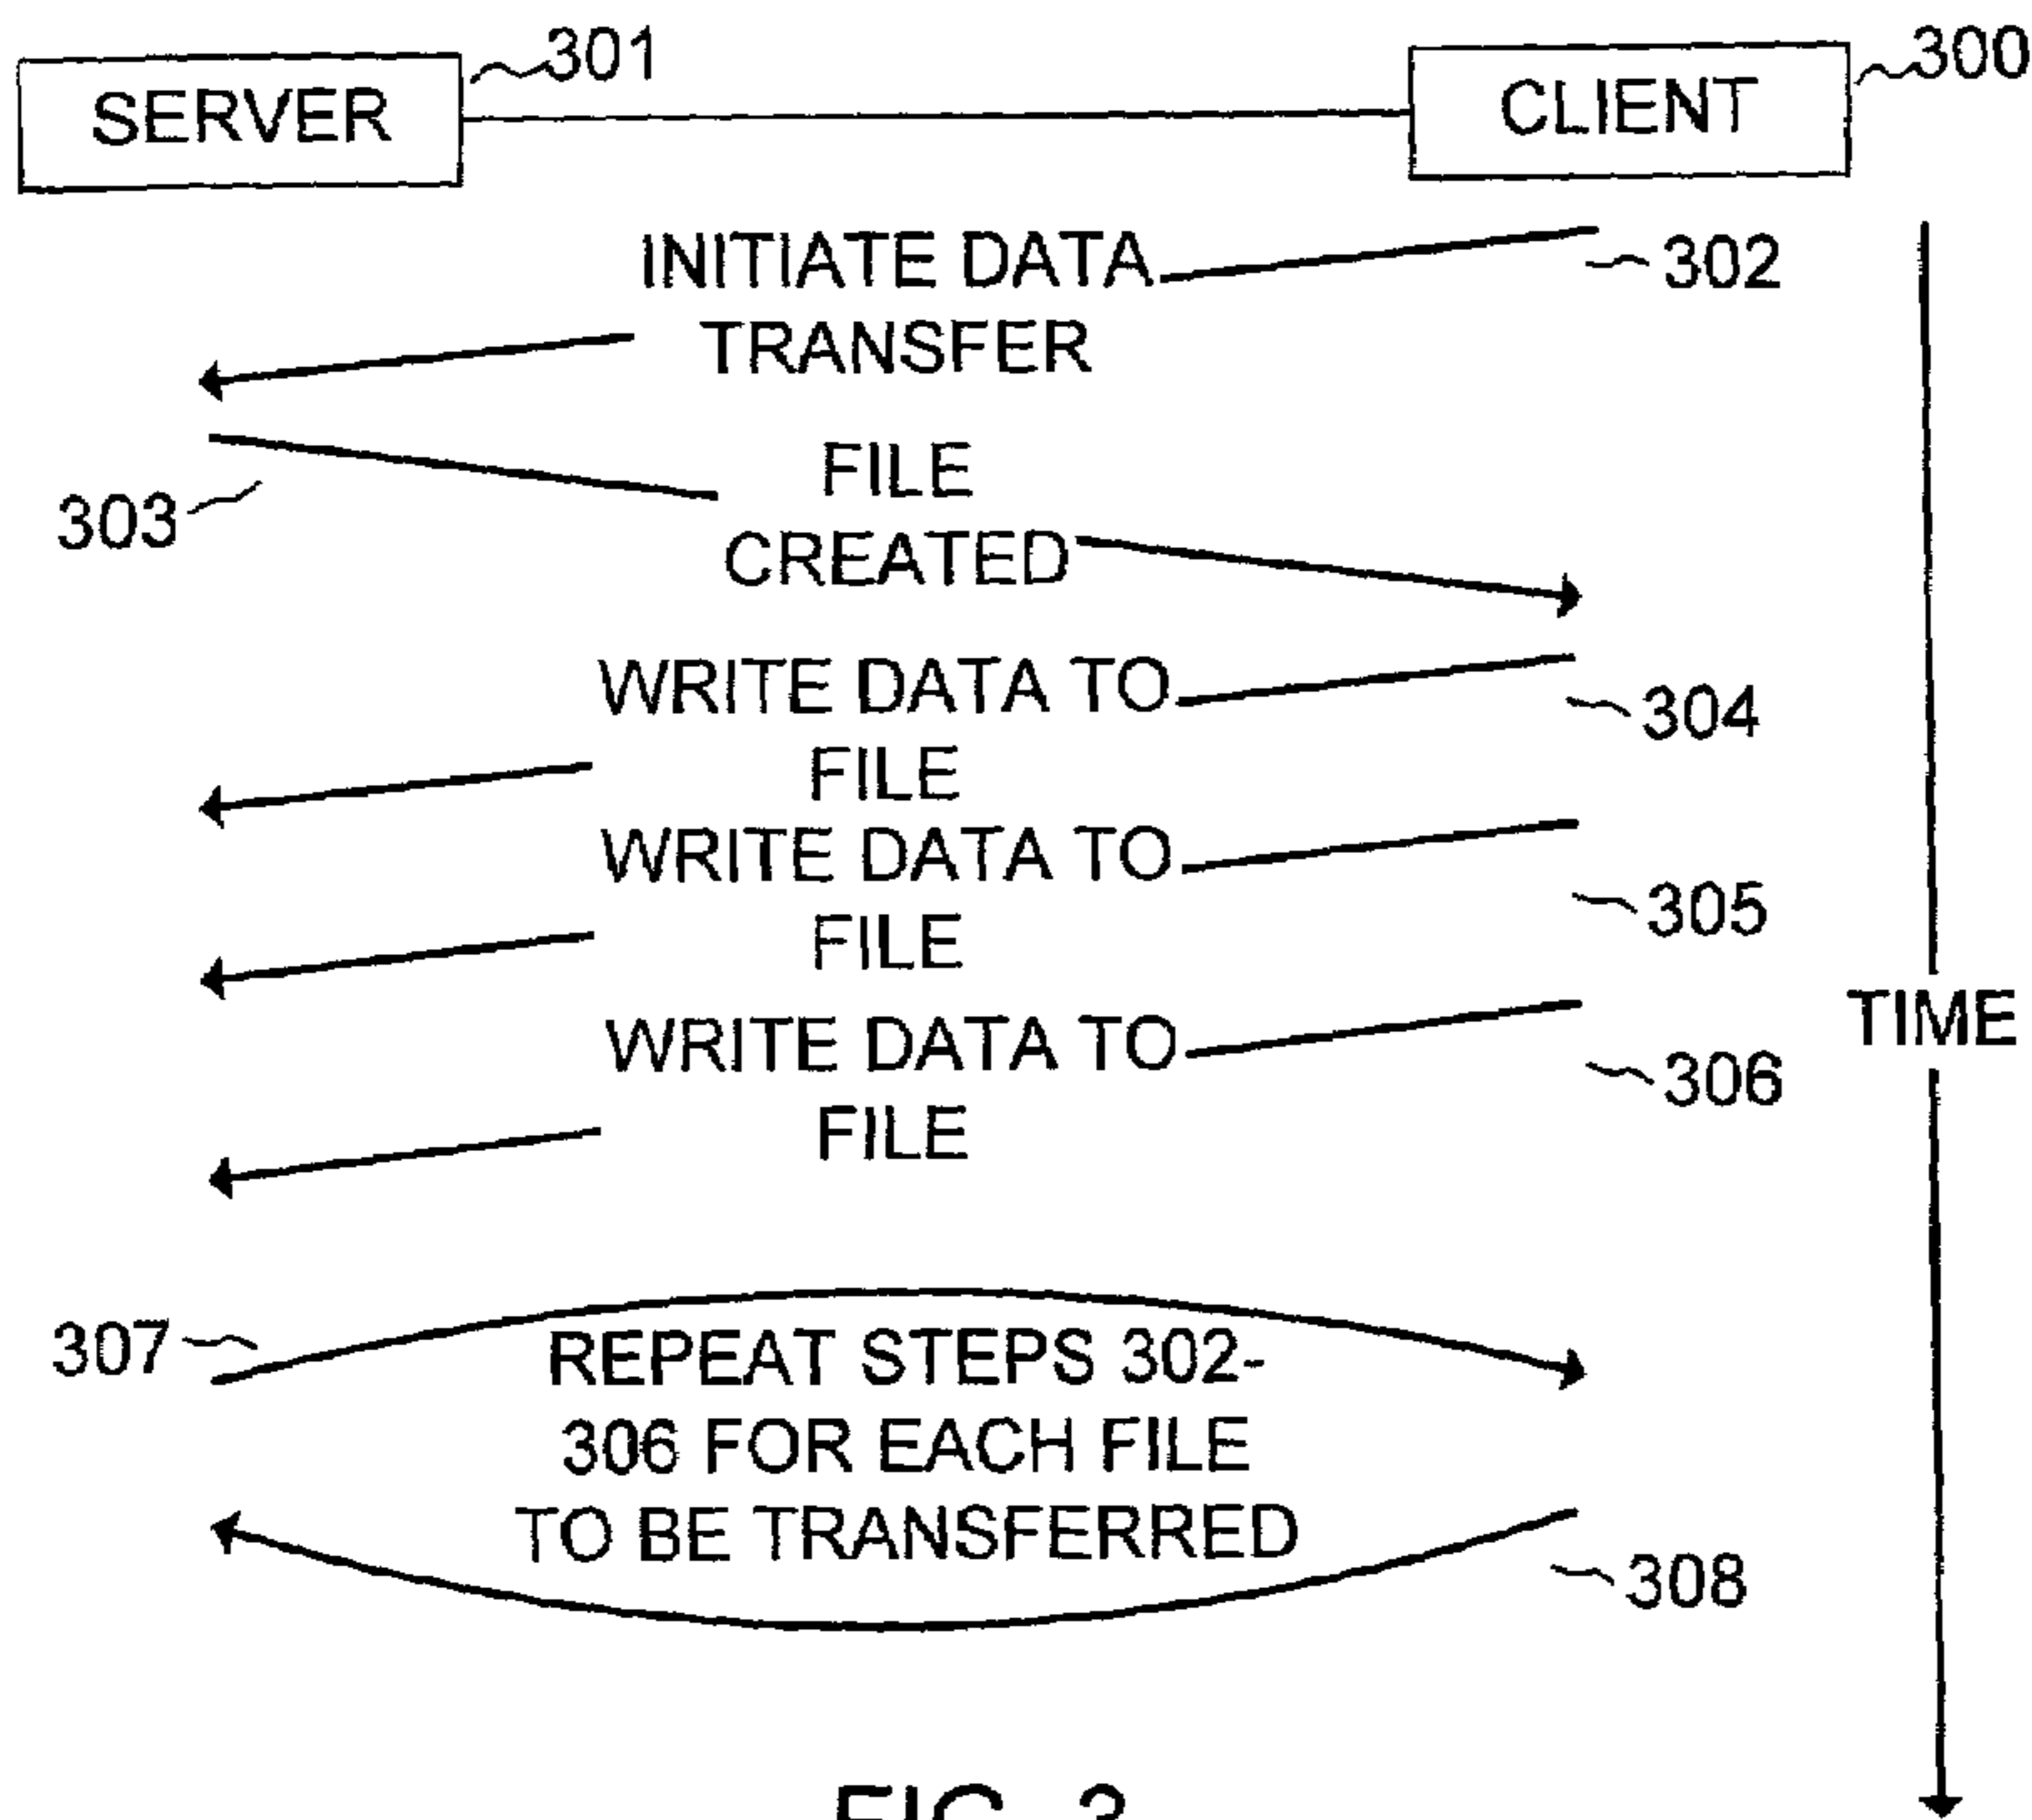 301
300
SERVER
CLIENT
INITIATE DATA
TRANSFER
302
FILE
CREATED
303
WRITE DATA TO
FILE
304
WRITE DATA TO
FILE
305
WRITE DATA TO
FILE
306
TIME
307
REPEAT STEPS 302-
306 FOR EACH FILE
TO BE TRANSFERRED
308